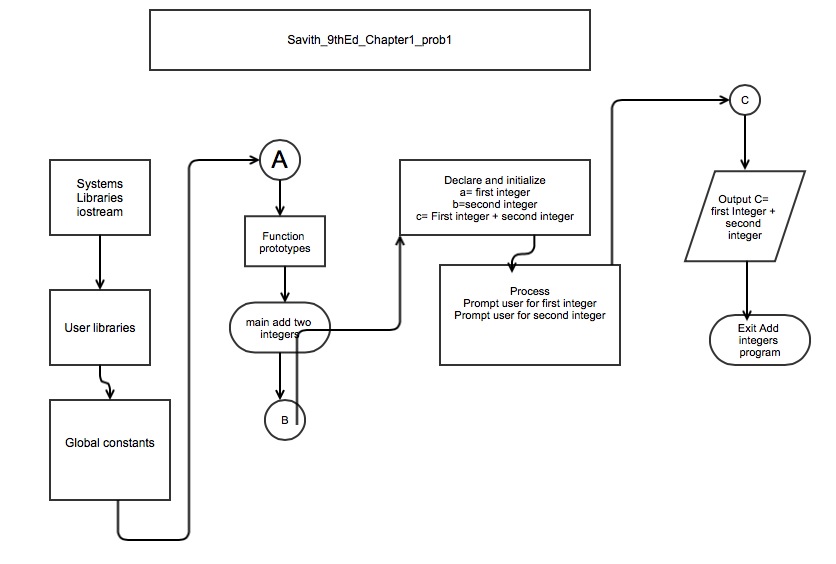 Savith_9thEd_Chapter1_prob1
Systems
Libraries
iostream
User libraries
Global constants
A
Function
prototypes
main add two
integers
B
Declare and initialize
a= first integer
b=second integer
c= First integer + second integer
Process
Prompt user for first integer
Prompt user for second integer
C
Output C=
first Integer +
second
integer
Exit Add
integers
program